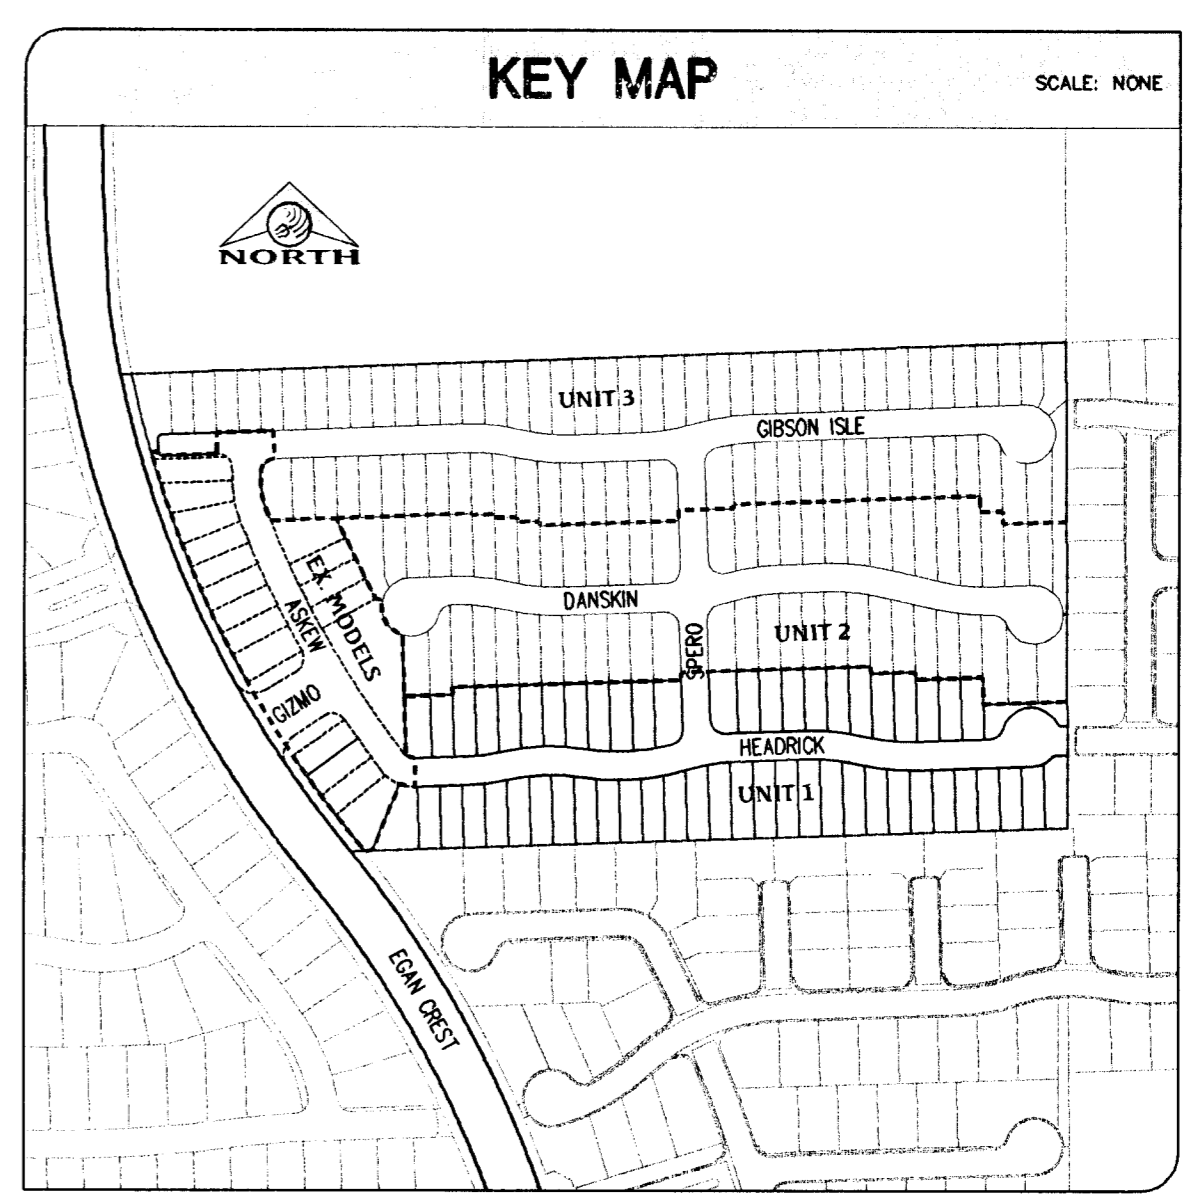 KEY MAP
SCALE: NONE
NORTH
UNIT 3
GIBSON ISLE
EX. MODELS
ASKEW
DANSKIN
SPERO
UNIT 2
GIZMO
HEADRICK
UNIT 1
EGAN CREST